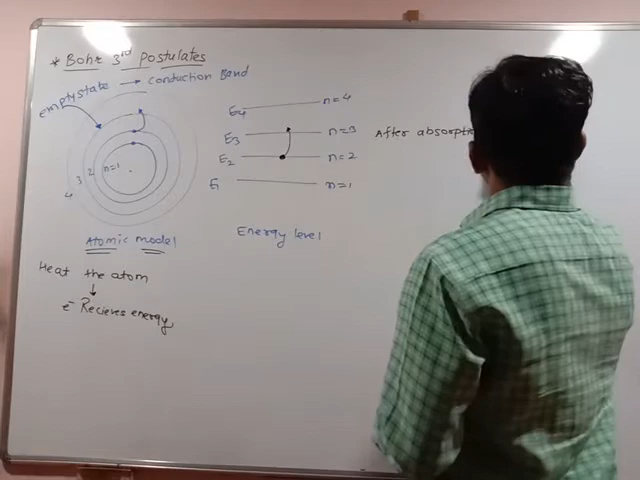 * Bohr 3rd postulates
empty state → conduction Band
n=1
2
3
4
Atomic model
Heat the atom
↓
e⁻ Recieves energy
E4 n=4
E3 n=3
E2 n=2
E1 n=1
Energy level
After absorpti